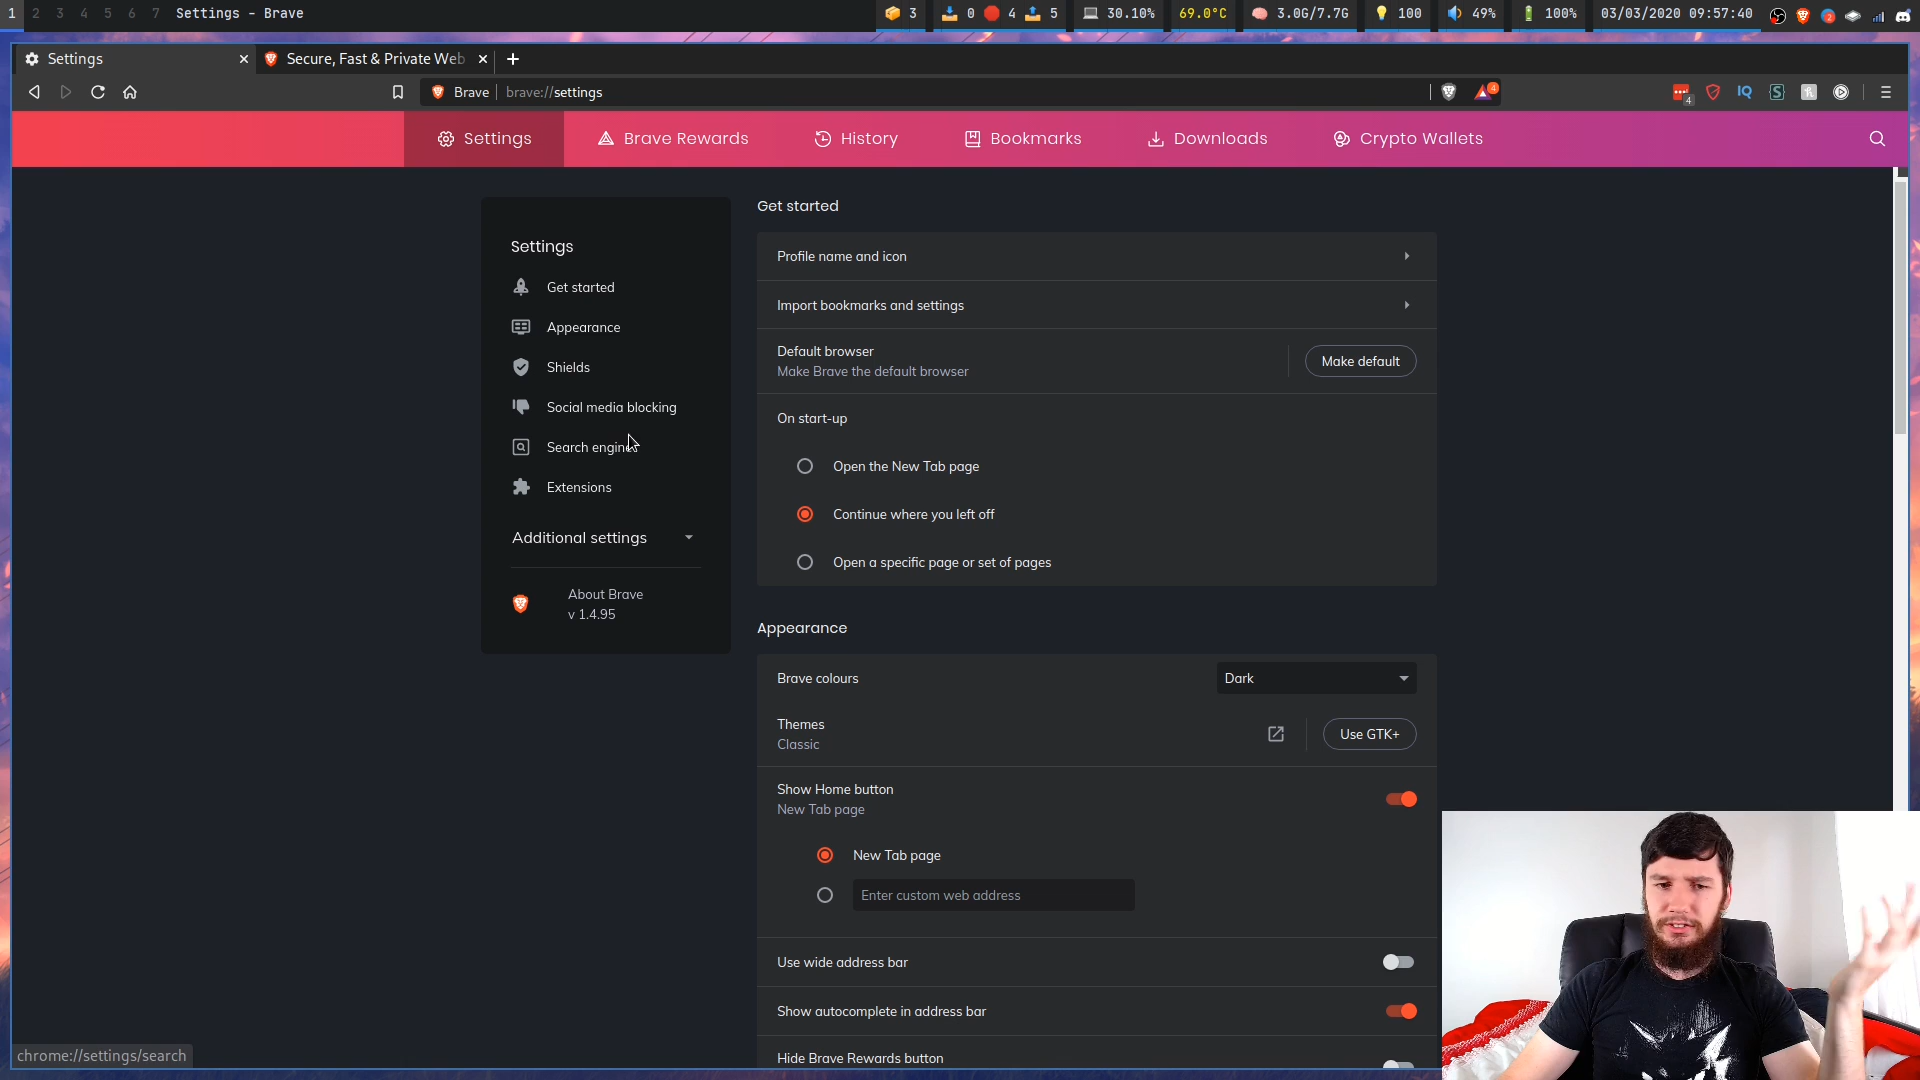 1 2 3 4 5 6 7 Settings - Brave 3 0 4 5 30.10% 69.0°C 3.0G/7.7G 100 49% 100% 03/03/2020 09:57:40
Settings Secure, Fast & Private Web
Brave brave://settings 4 4 IQ
Settings Brave Rewards History Bookmarks Downloads Crypto Wallets
Settings
Get started
Appearance
Shields
Social media blocking
Search engine
Extensions
Additional settings
About Brave
v 1.4.95
Get started
Profile name and icon
Import bookmarks and settings
Default browser
Make Brave the default browser
Make default
On start-up
Open the New Tab page
Continue where you left off
Open a specific page or set of pages
Appearance
Brave colours Dark
Themes
Classic
Use GTK+
Show Home button
New Tab page
New Tab page
Enter custom web address
Use wide address bar
Show autocomplete in address bar
Hide Brave Rewards button
chrome://settings/search